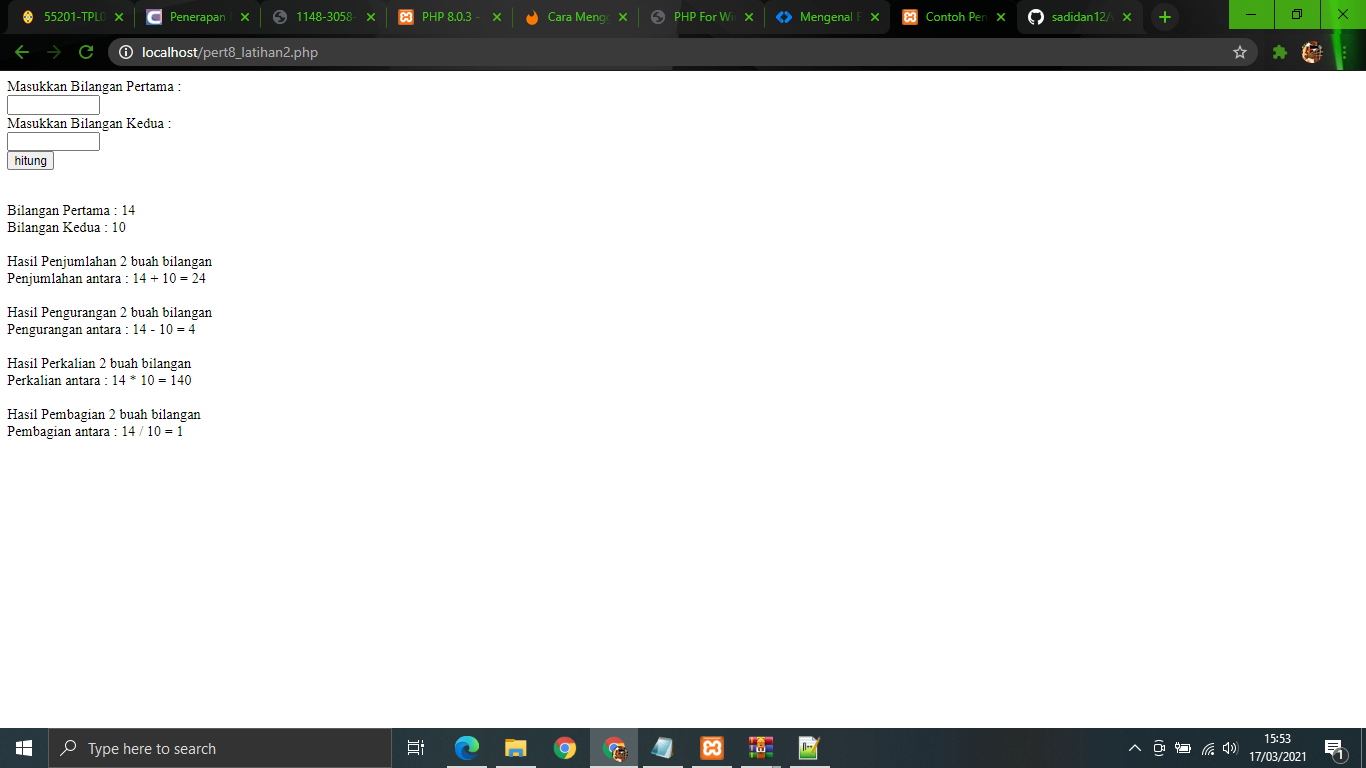 55201-TPL0
Penerapan
1148-3058-
PHP 8.0.3 -
Cara Mengg
PHP For Wi
Mengenal F
Contoh Pen
sadidan12/
localhost/pert8_latihan2.php
Masukkan Bilangan Pertama :
Masukkan Bilangan Kedua :
hitung
Bilangan Pertama : 14
Bilangan Kedua : 10
Hasil Penjumlahan 2 buah bilangan
Penjumlahan antara : 14 + 10 = 24
Hasil Pengurangan 2 buah bilangan
Pengurangan antara : 14 - 10 = 4
Hasil Perkalian 2 buah bilangan
Perkalian antara : 14 * 10 = 140
Hasil Pembagian 2 buah bilangan
Pembagian antara : 14 / 10 = 1
Type here to search
15:53
17/03/2021
1